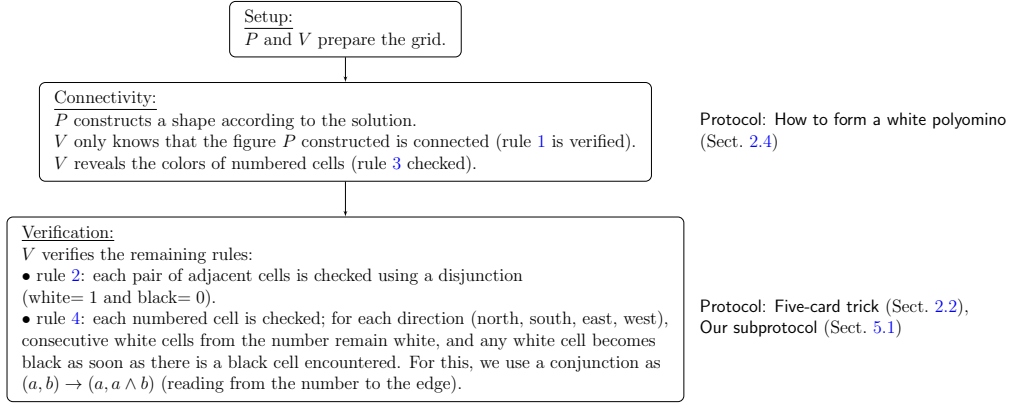 Setup:
P and V prepare the grid.
Connectivity:
P constructs a shape according to the solution.
V only knows that the figure P constructed is connected (rule 1 is verified).
V reveals the colors of numbered cells (rule 3 checked).
Protocol: How to form a white polyomino
(Sect. 2.4)
Verification:
V verifies the remaining rules:
• rule 2: each pair of adjacent cells is checked using a disjunction
(white= 1 and black= 0).
• rule 4: each numbered cell is checked; for each direction (north, south, east, west),
consecutive white cells from the number remain white, and any white cell becomes
black as soon as there is a black cell encountered. For this, we use a conjunction as
(a, b) → (a, a ∧ b) (reading from the number to the edge).
Protocol: Five-card trick (Sect. 2.2),
Our subprotocol (Sect. 5.1)